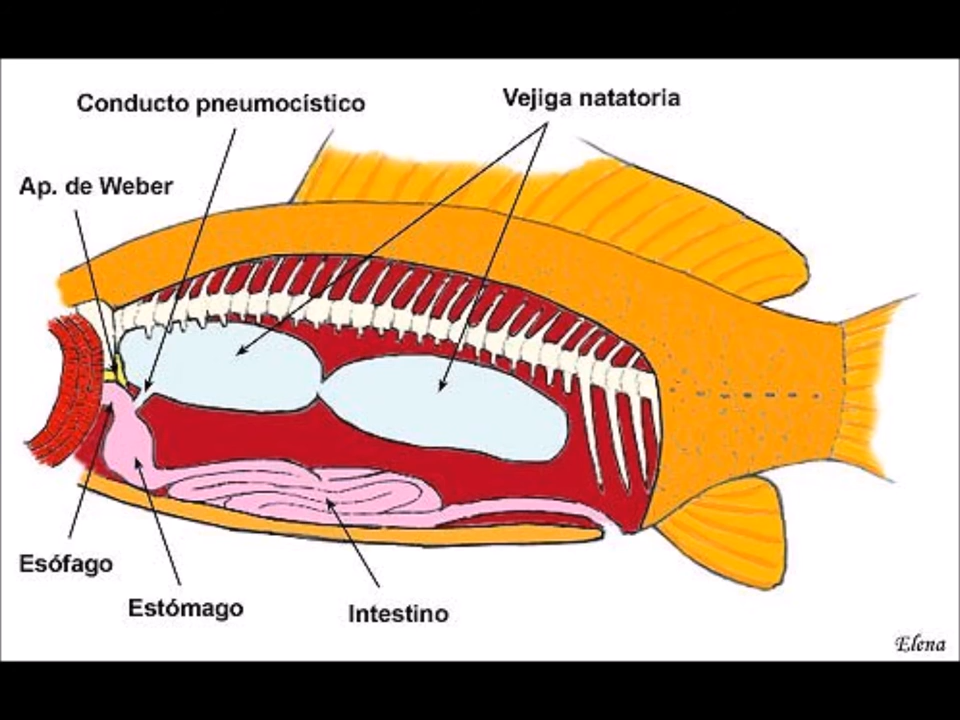 Conducto pneumocístico
Vejiga natatoria
Ap. de Weber
Esófago
Estómago
Intestino
Elena